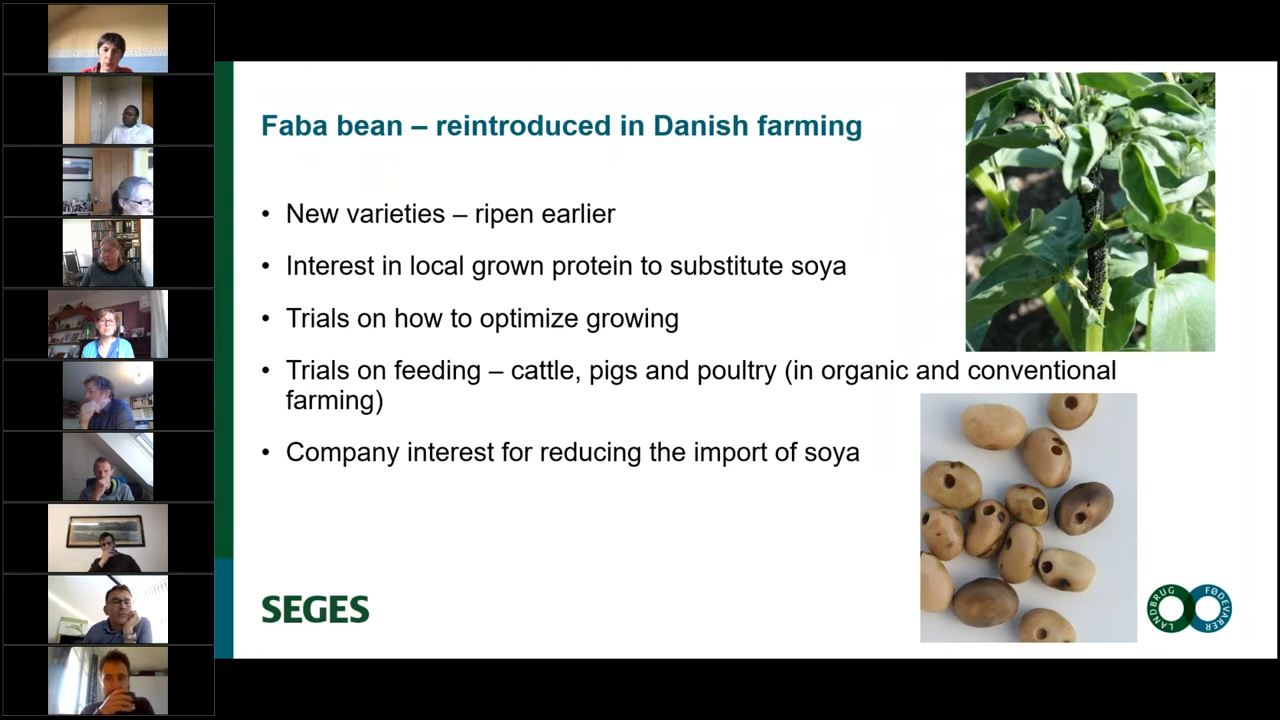 Faba bean – reintroduced in Danish farming
• New varieties – ripen earlier
• Interest in local grown protein to substitute soya
• Trials on how to optimize growing
• Trials on feeding – cattle, pigs and poultry (in organic and conventional
farming)
• Company interest for reducing the import of soya
SEGES
LANDBRUG
FØDEVARER